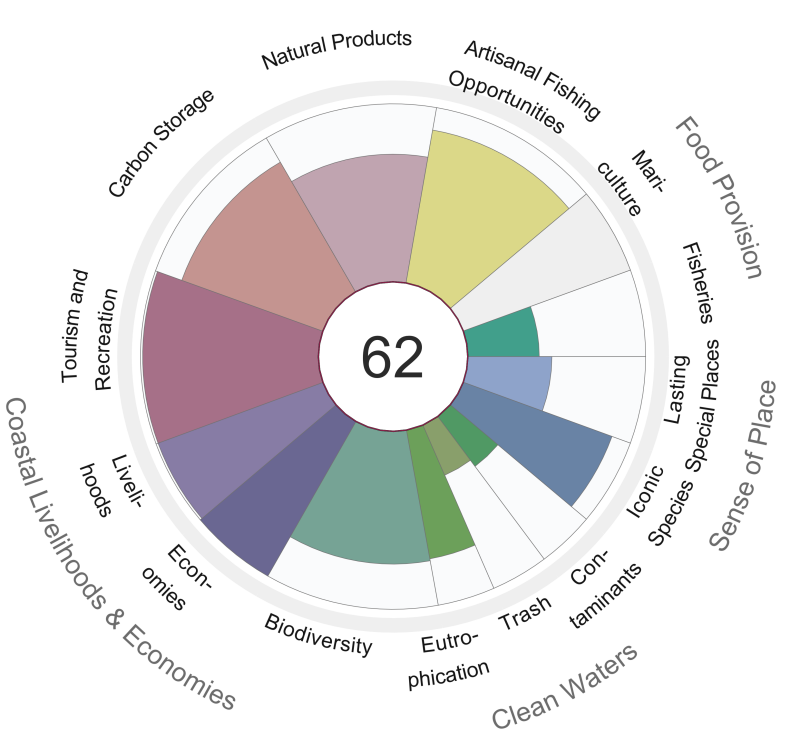 Natural Products
Artisanal Fishing
Opportunities
Mari-
culture
Food Provision
Fisheries
Lasting
Special Places
Sense of Place
Iconic
Species
Con-
taminants
Trash
Clean Waters
Eutro-
phication
Biodiversity
Econ-
omies
Liveli-
hoods
Coastal Livelihoods & Economies
Tourism and
Recreation
Carbon Storage
62